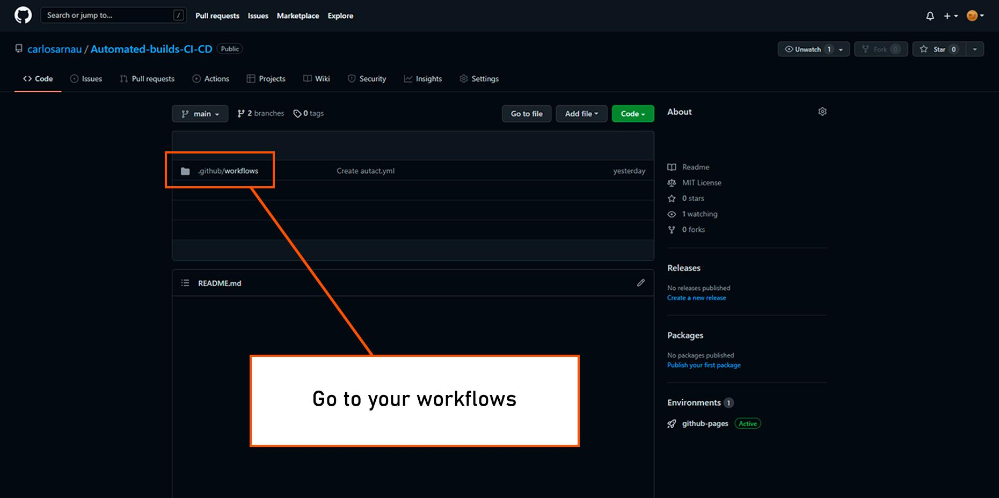 Search or jump to... /
Pull requests Issues Marketplace Explore
carlosarnau / Automated-builds-CI-CD Public
Unwatch 1 Fork 0 Star 0
Code Issues Pull requests Actions Projects Wiki Security Insights Settings
main 2 branches 0 tags Go to file Add file Code
.github/workflows Create autact.yml yesterday
README.md
Go to your workflows
About
Readme
MIT License
0 stars
1 watching
0 forks
Releases
No releases published
Create a new release
Packages
No packages published
Publish your first package
Environments 1
github-pages Active